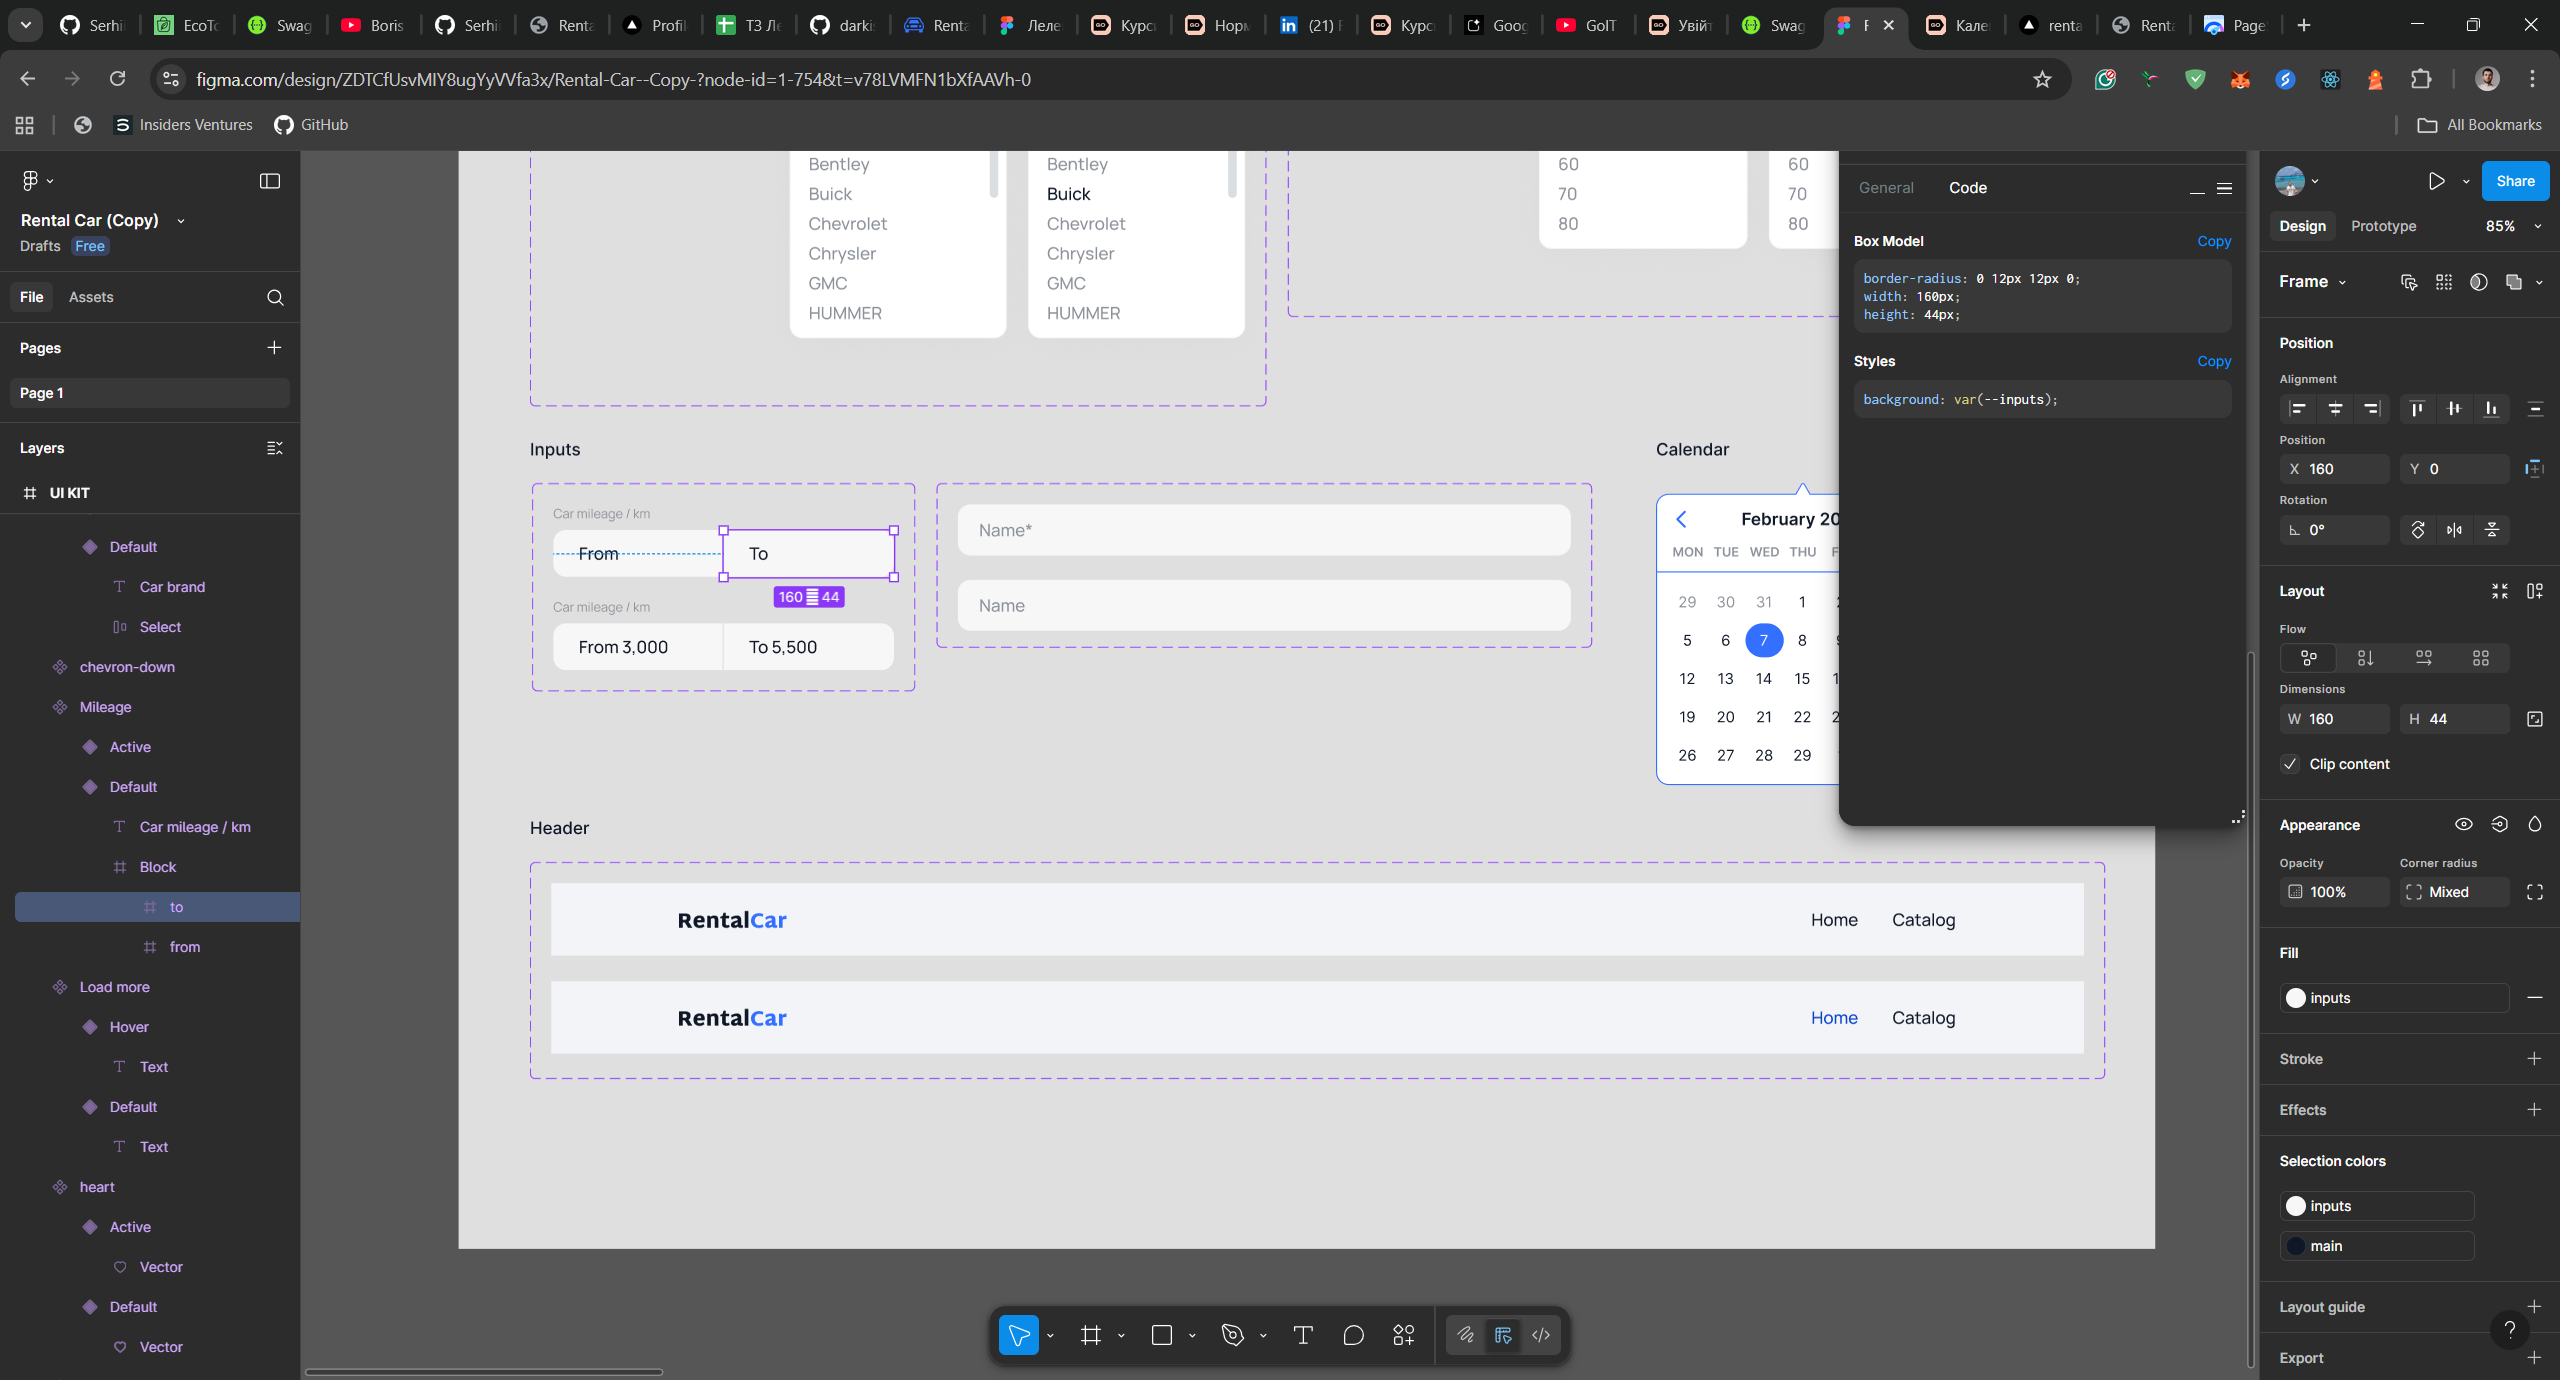 Serhi
EcoTo
Swag
Boris
Serhi
Renta
Profil
ТЗ Ле
darki
Renta
Леле
Курс
Норм
(21) F
Курс
Goog
GoIT
Увій
Swag
F
Кале
renta
Renta
Page
figma.com/design/ZDTCfUsvMlY8ugYyVVfa3x/Rental-Car--Copy-?node-id=1-754&t=v78LVMFN1bXfAAVh-0
Insiders Ventures
GitHub
All Bookmarks
Rental Car (Copy)
Drafts Free
File Assets
Pages
Page 1
Layers
UI KIT
Default
Car brand
Select
chevron-down
Mileage
Active
Default
Car mileage / km
Block
to
from
Load more
Hover
Text
Default
Text
heart
Active
Vector
Default
Vector
Bentley
Buick
Chevrolet
Chrysler
GMC
HUMMER
Bentley
Buick
Chevrolet
Chrysler
GMC
HUMMER
60
70
80
60
70
80
Inputs
Car mileage / km
From To
160 44
Car mileage / km
From 3,000 To 5,500
Name*
Name
Calendar
February 20
MON TUE WED THU F
29 30 31 1
5 6 7 8
12 13 14 15
19 20 21 22
26 27 28 29
Header
RentalCar Home Catalog
RentalCar Home Catalog
General Code
Box Model Copy
border-radius: 0 12px 12px 0;
width: 160px;
height: 44px;
Styles Copy
background: var(--inputs);
Share
Design Prototype 85%
Frame
Position
Alignment
Position
X 160 Y 0
Rotation
0°
Layout
Flow
Dimensions
W 160 H 44
Clip content
Appearance
Opacity Corner radius
100% Mixed
Fill
inputs
Stroke
Effects
Selection colors
inputs
main
Layout guide
Export
?